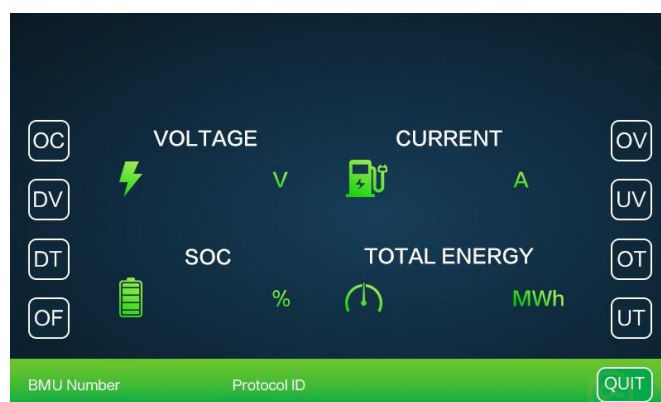 OC VOLTAGE CURRENT OV
V A
DV UV
DT SOC TOTAL ENERGY OT
% MWh
OF UT
BMU Number Protocol ID QUIT